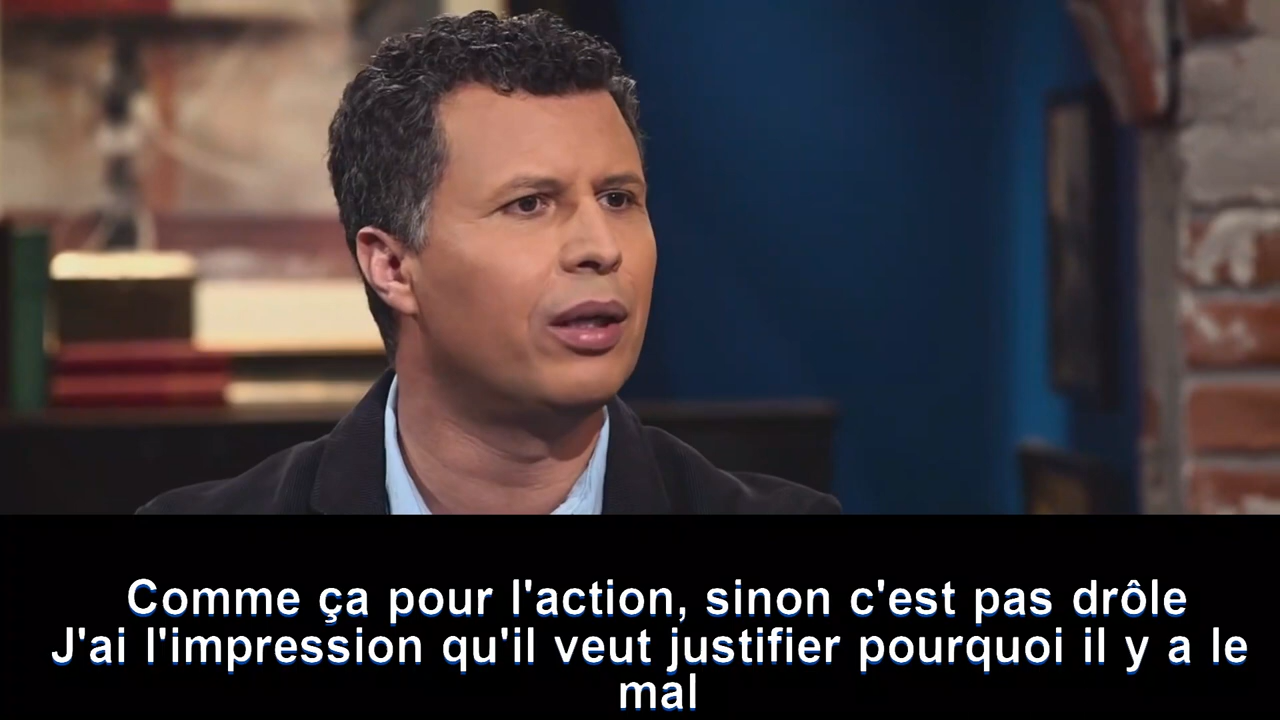 Comme ça pour l'action, sinon c'est pas drôle
J'ai l'impression qu'il veut justifier pourquoi il y a le
mal